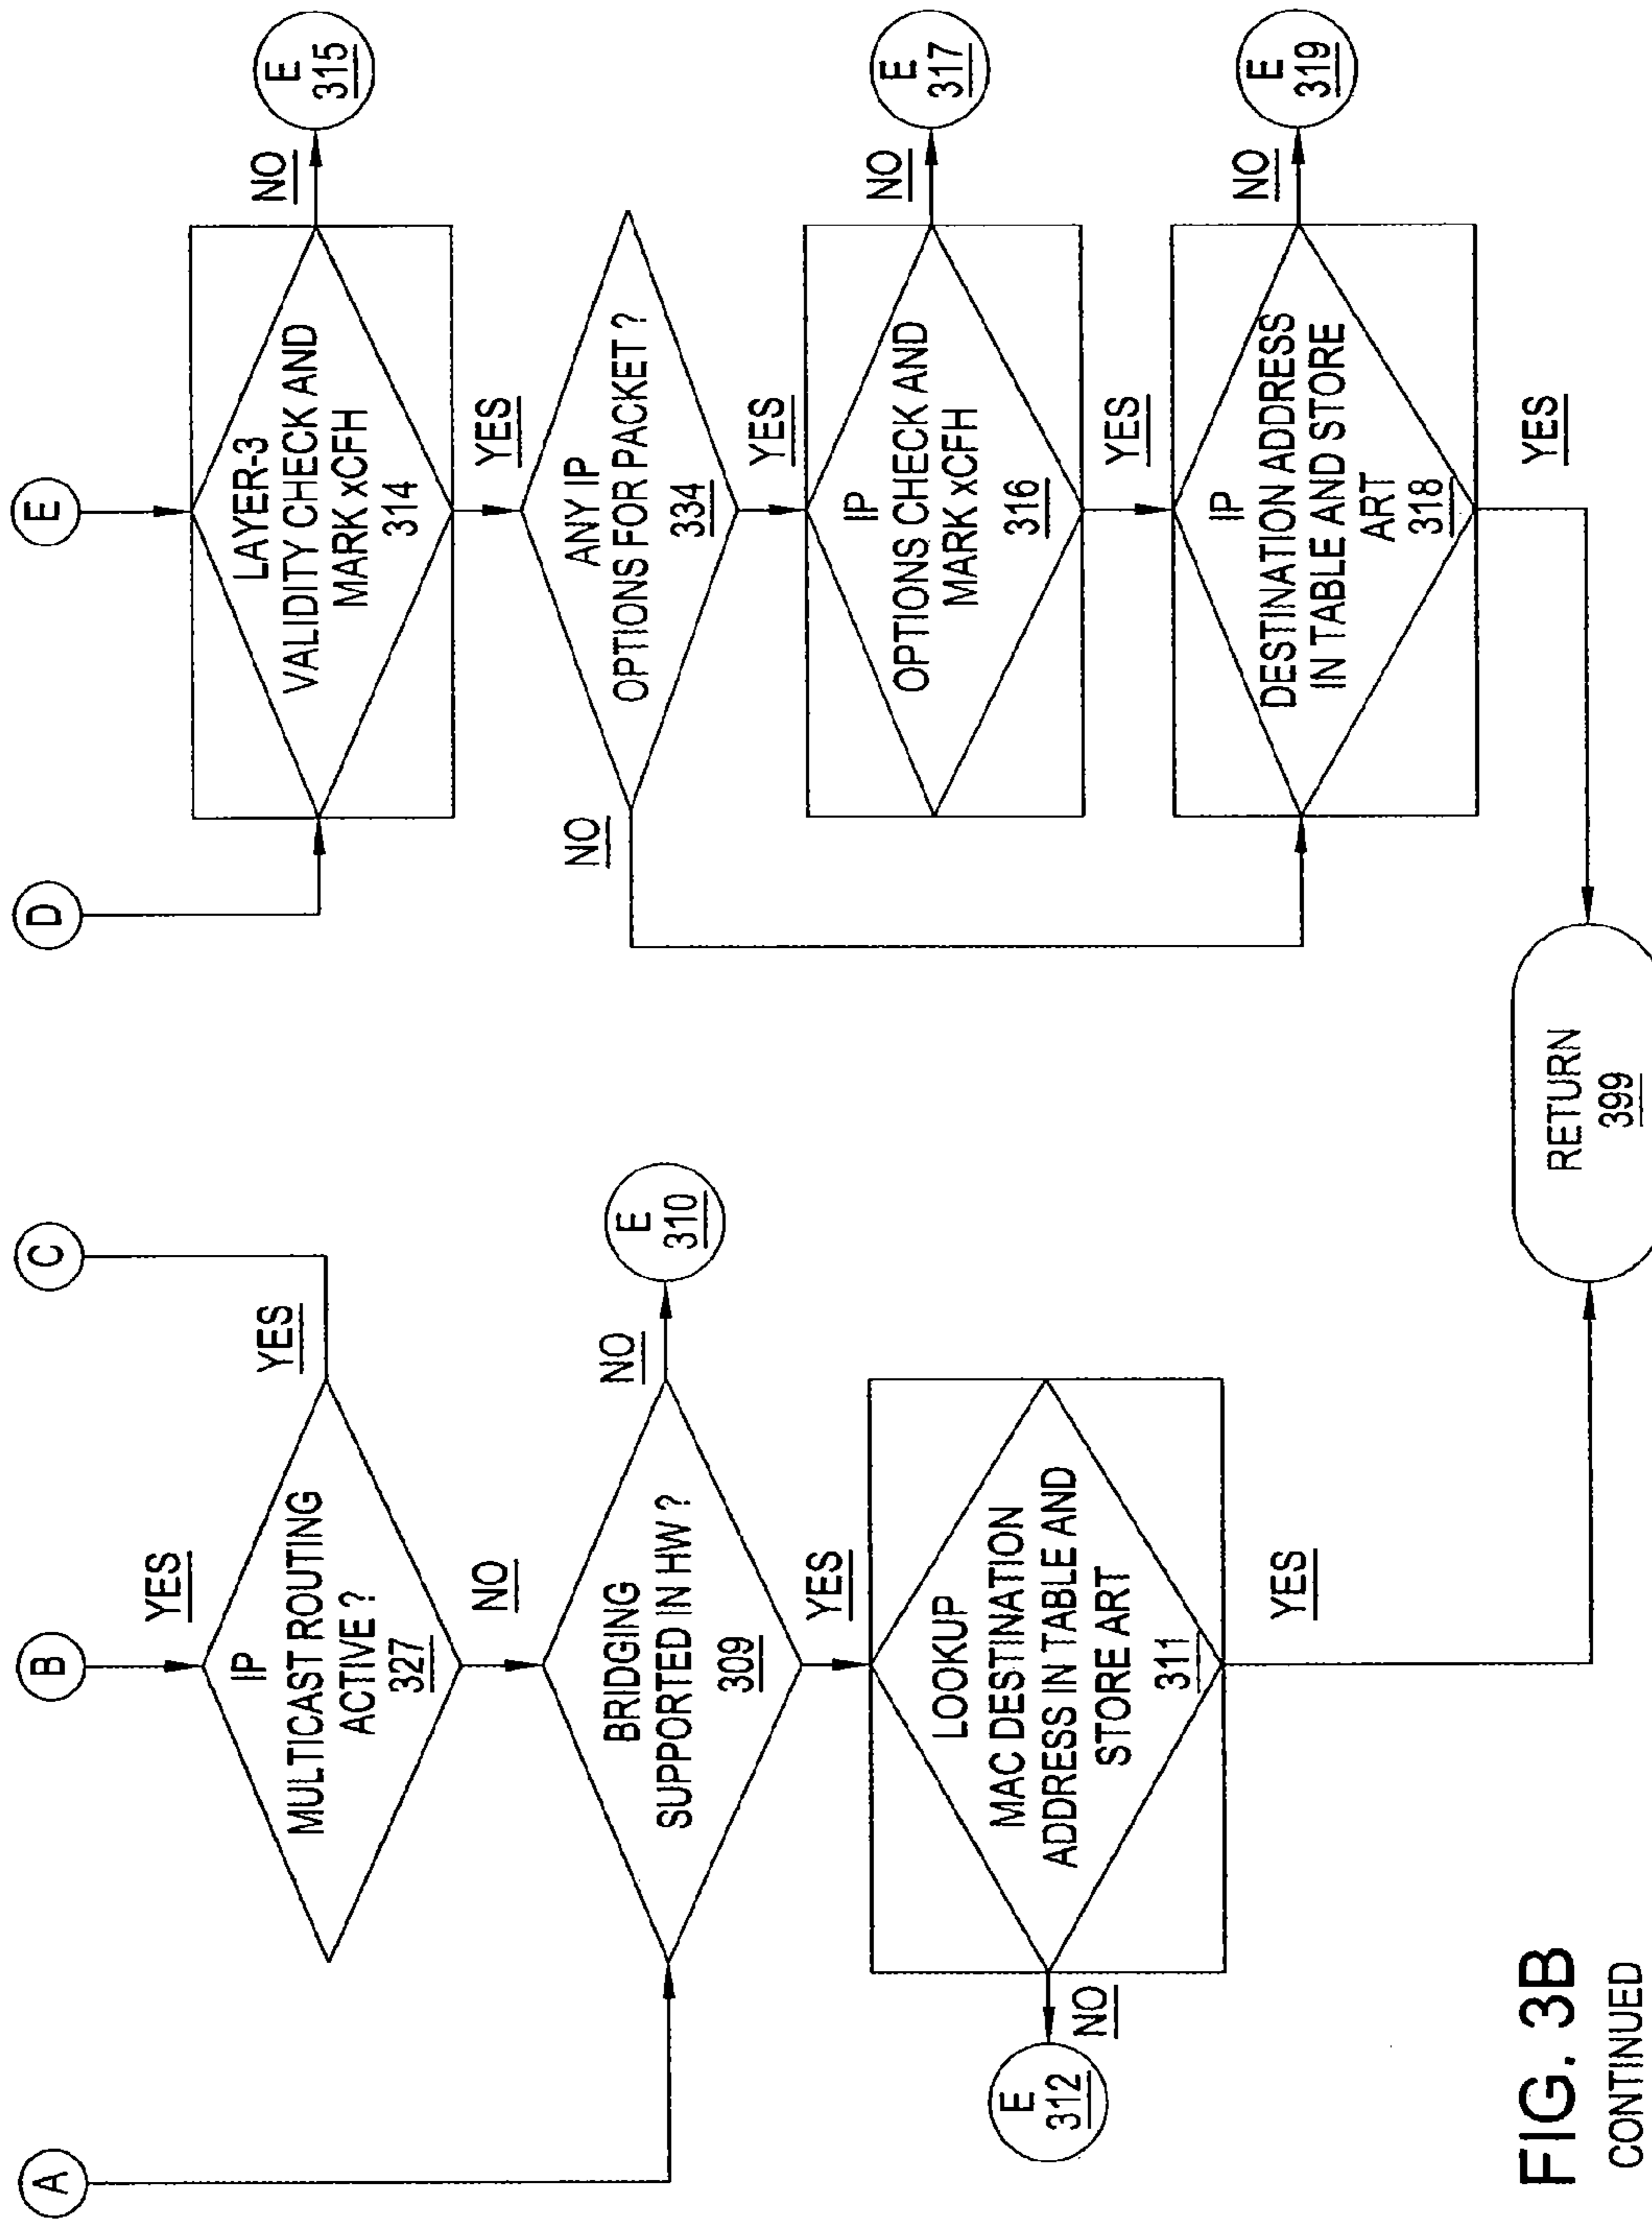 A
B
C
D
E
YES
IP
MULTICAST ROUTING
ACTIVE ?
327
YES
NO
BRIDGING
SUPPORTED IN HW ?
309
NO
E
310
YES
LOOKUP
MAC DESTINATION
ADDRESS IN TABLE AND
STORE ART
311
NO
E
312
YES
LAYER-3
VALIDITY CHECK AND
MARK xCFH
314
NO
E
315
YES
ANY IP
OPTIONS FOR PACKET ?
334
NO
YES
IP
OPTIONS CHECK AND
MARK xCFH
316
NO
E
317
YES
IP
DESTINATION ADDRESS
IN TABLE AND STORE
ART
318
NO
E
319
YES
RETURN
399
FIG. 3B
CONTINUED